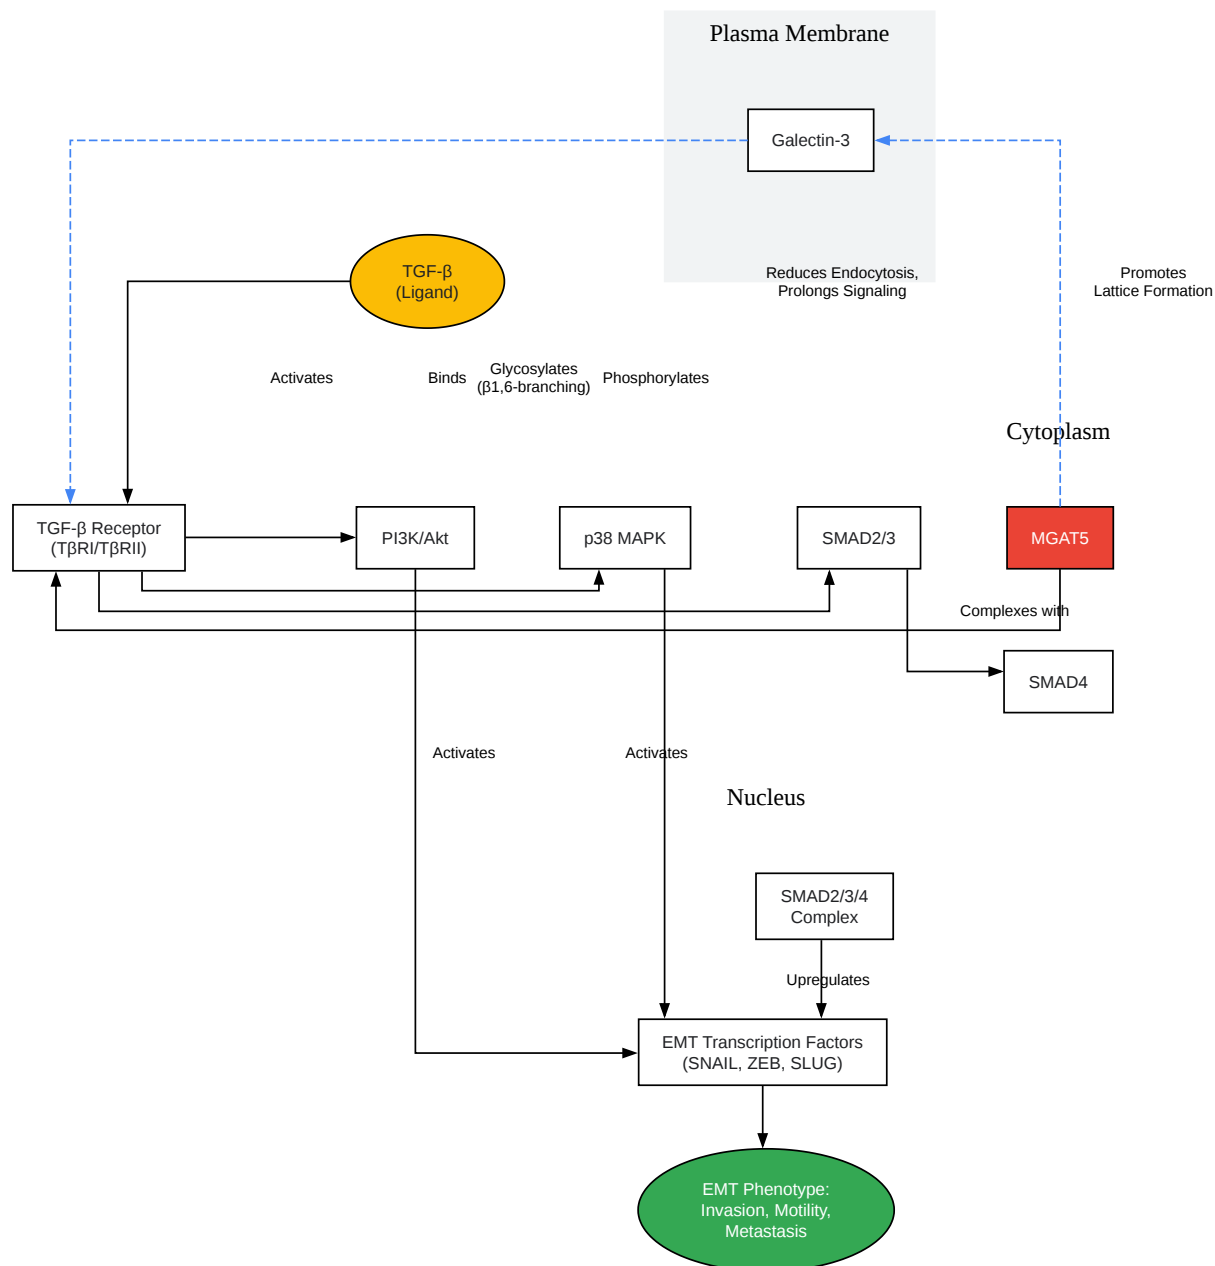 Plasma Membrane
Galectin-3
TGF-β
(Ligand)
Reduces Endocytosis,
Prolongs Signaling
Promotes
Lattice Formation
Activates
Binds
Glycosylates
(β1,6-branching)
Phosphorylates
Cytoplasm
TGF-β Receptor
(TβRI/TβRII)
PI3K/Akt
p38 MAPK
SMAD2/3
MGAT5
Complexes with
SMAD4
Activates
Activates
Nucleus
SMAD2/3/4
Complex
Upregulates
EMT Transcription Factors
(SNAIL, ZEB, SLUG)
EMT Phenotype:
Invasion, Motility,
Metastasis